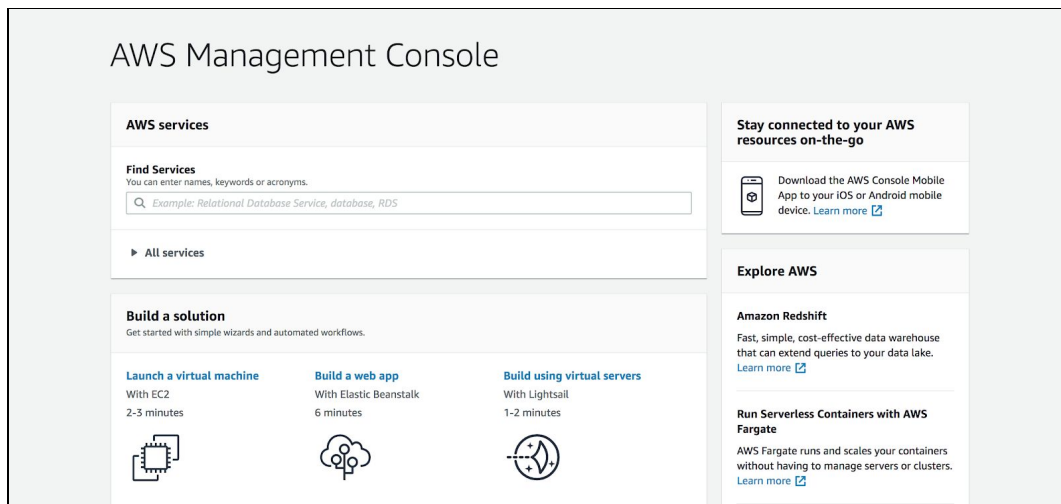 AWS Management Console
AWS services
Find Services
You can enter names, keywords or acronyms.
Example: Relational Database Service, database, RDS
All services
Build a solution
Get started with simple wizards and automated workflows.
Launch a virtual machine
With EC2
2-3 minutes
Build a web app
With Elastic Beanstalk
6 minutes
Build using virtual servers
With Lightsail
1-2 minutes
Stay connected to your AWS
resources on-the-go
Download the AWS Console Mobile
App to your iOS or Android mobile
device. Learn more
Explore AWS
Amazon Redshift
Fast, simple, cost-effective data warehouse
that can extend queries to your data lake.
Learn more
Run Serverless Containers with AWS
Fargate
AWS Fargate runs and scales your containers
without having to manage servers or clusters.
Learn more